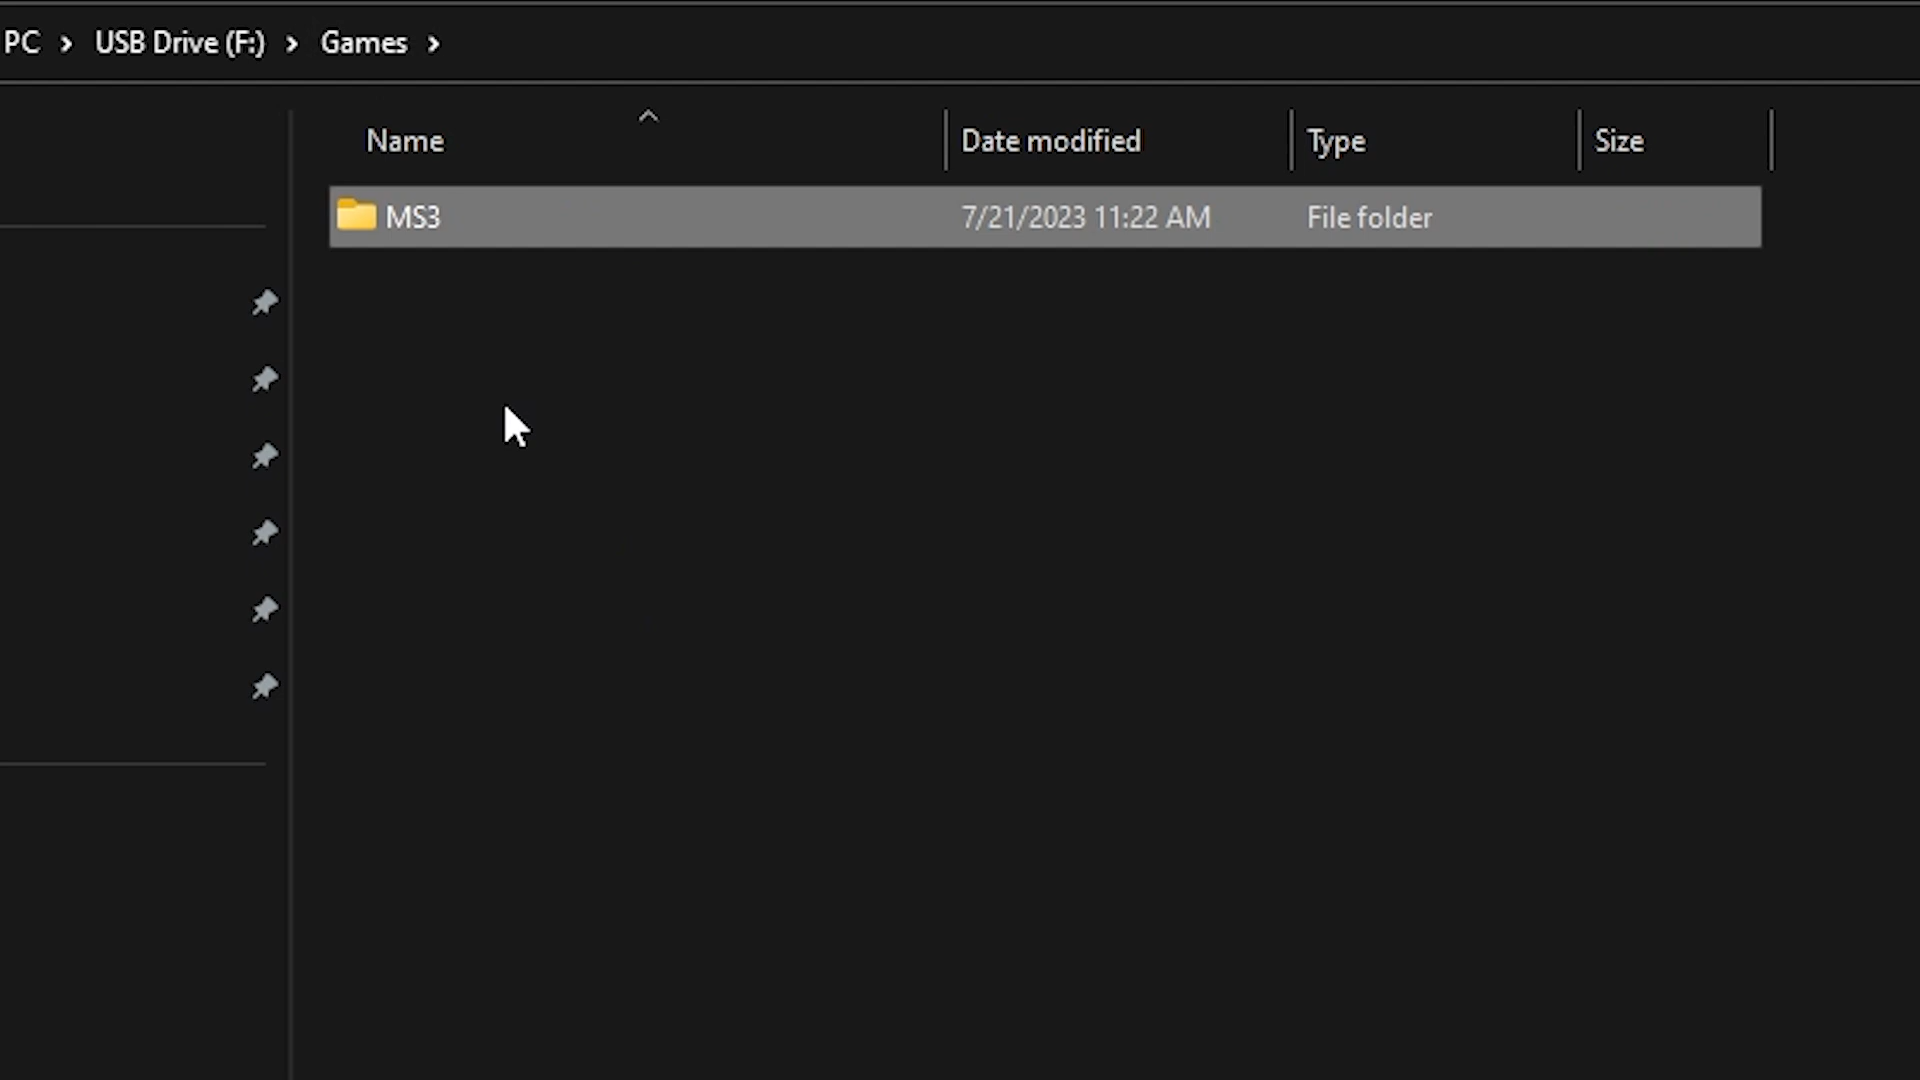 PC > USB Drive (F:) > Games >
Name Date modified Type Size
MS3 7/21/2023 11:22 AM File folder